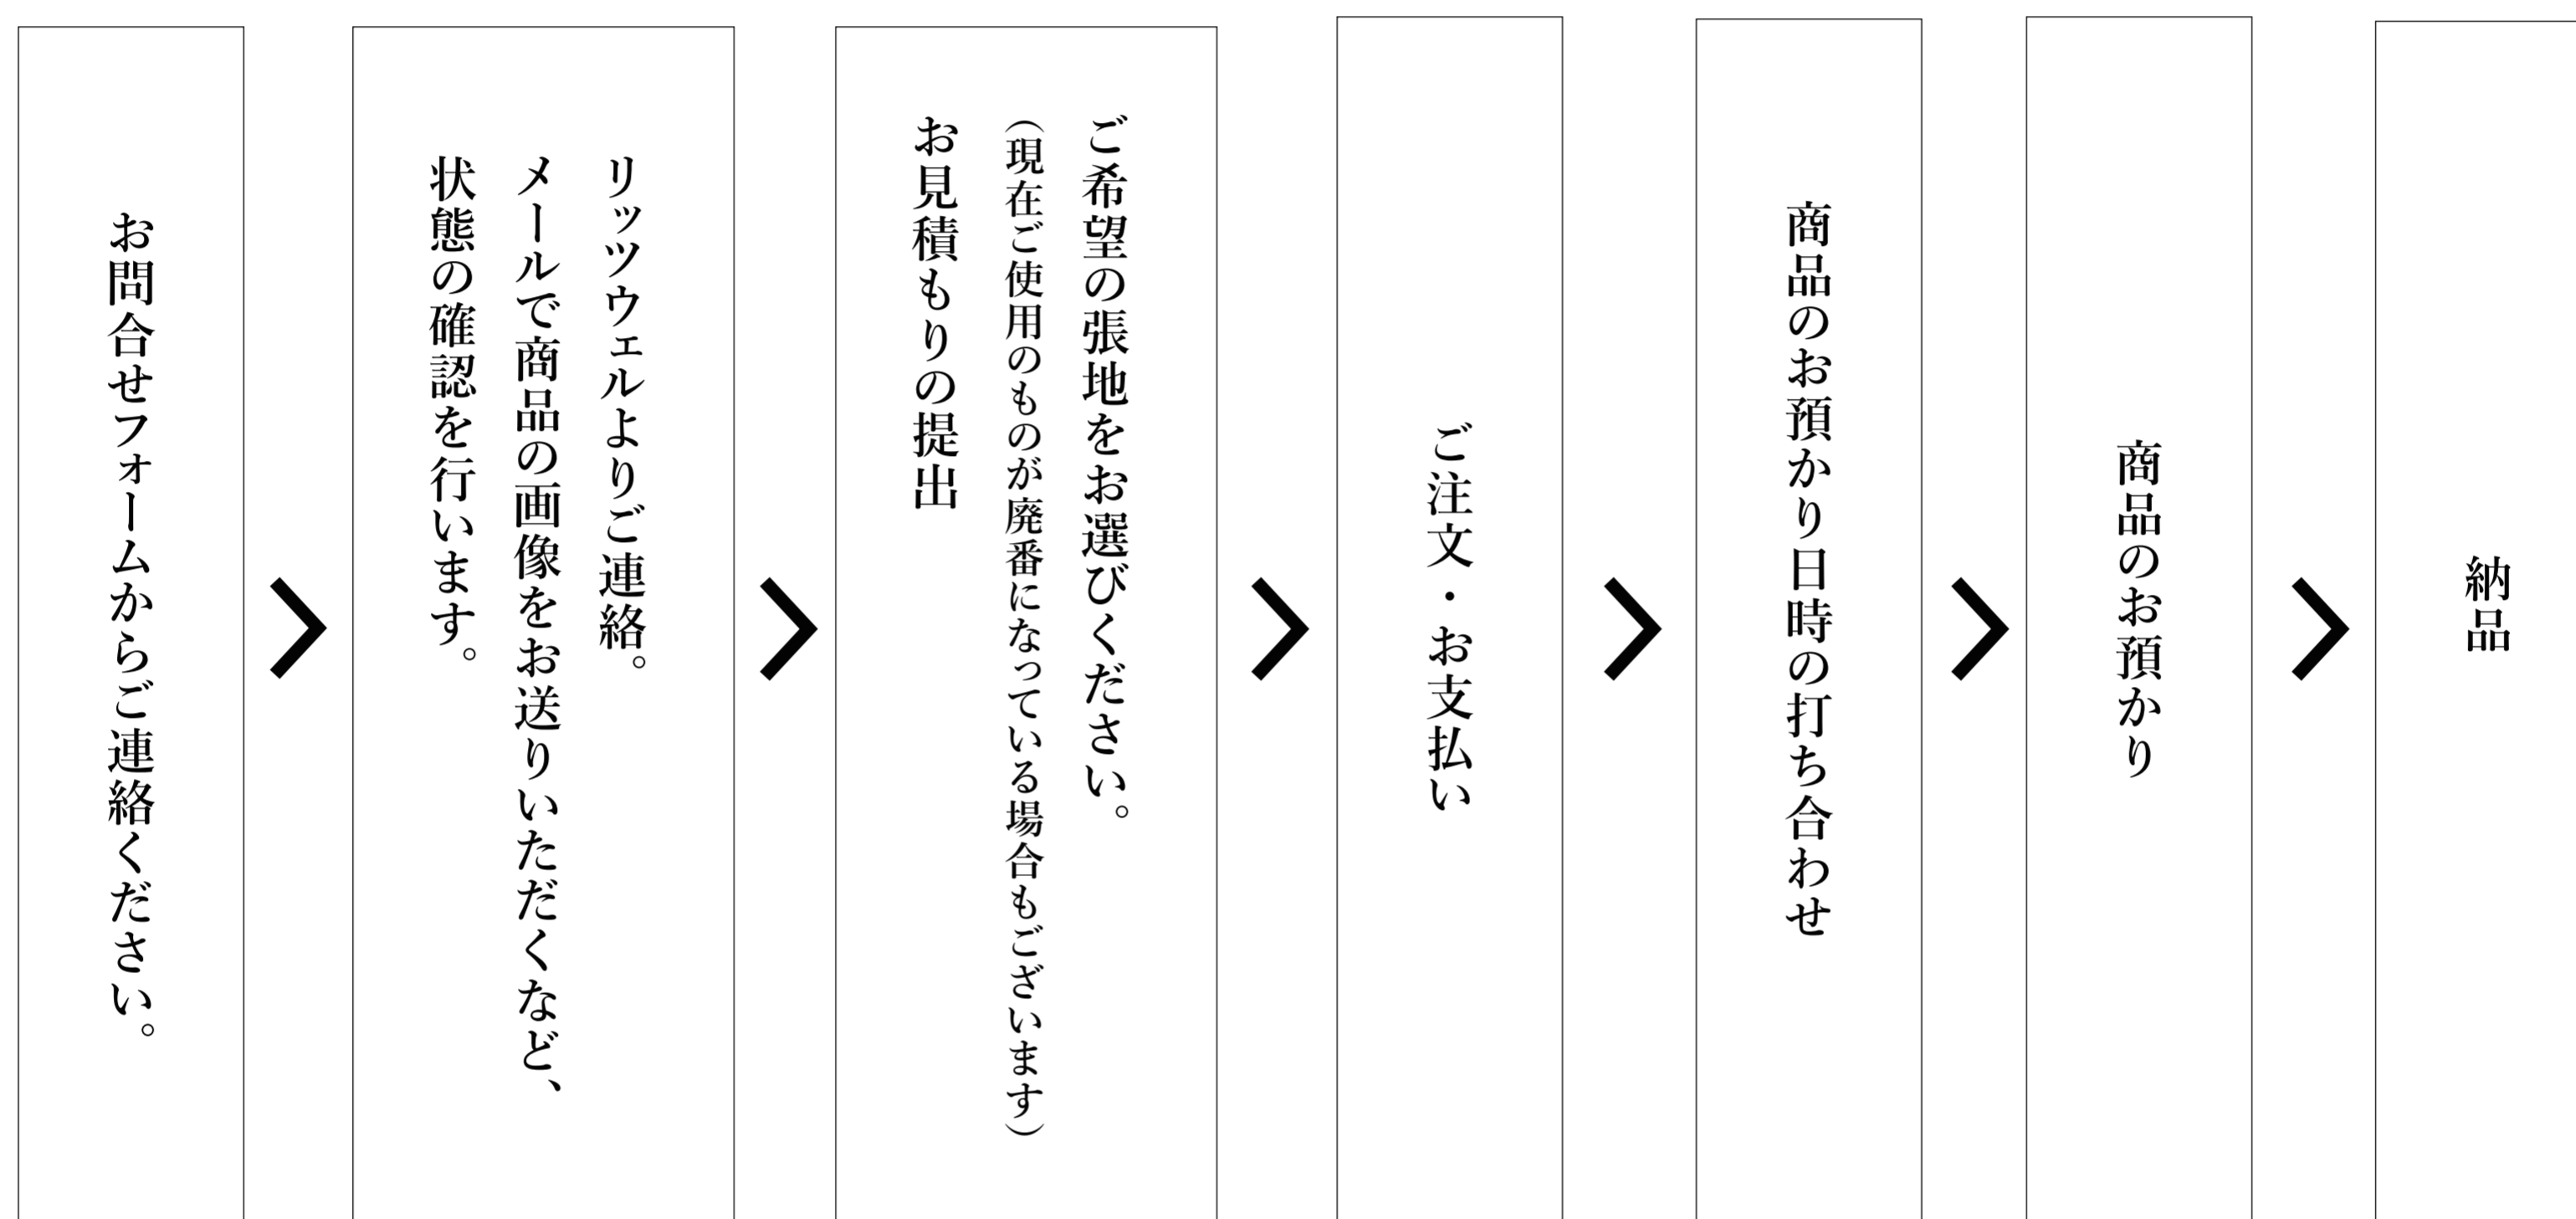 お問合せフォームからご連絡ください。
リッツウェルよりご連絡。
メールで商品の画像をお送りいただくなど、
状態の確認を行います。
ご希望の張地をお選びください。
（現在ご使用のものが廃番になっている場合もございます）
お見積もりの提出
ご注文・お支払い
商品のお預かり日時の打ち合わせ
商品のお預かり
納品